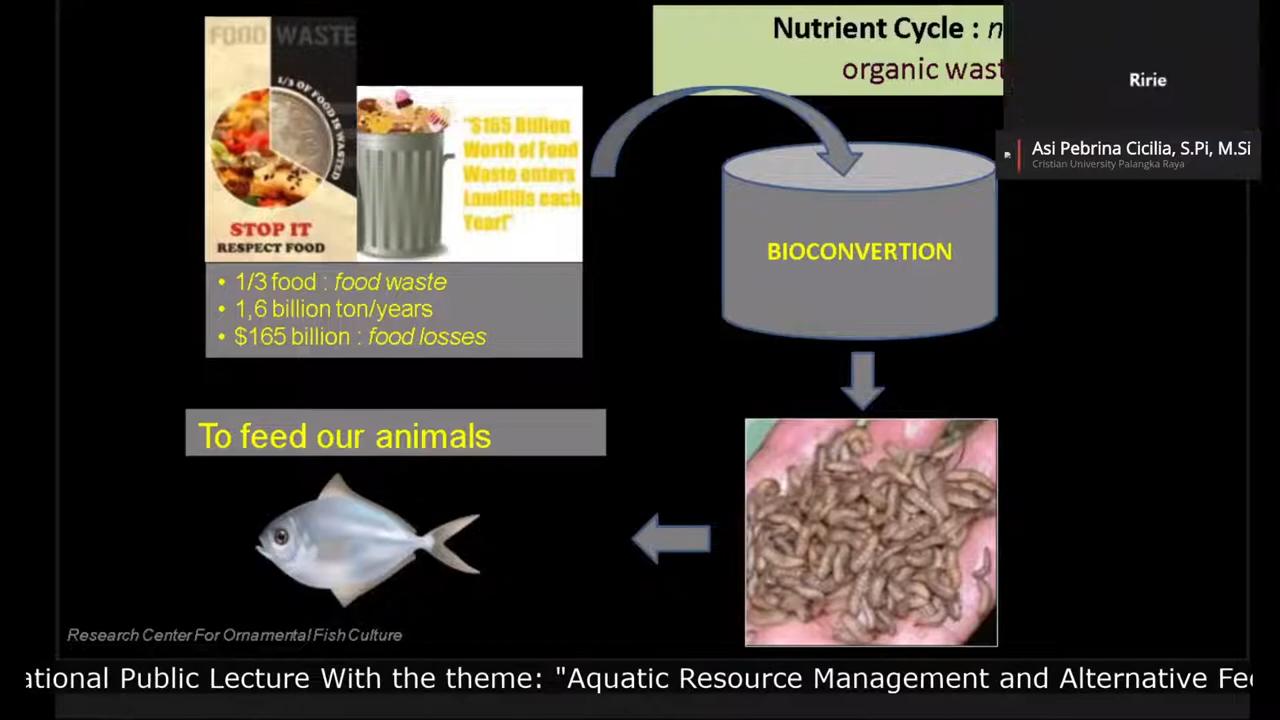 FOOD WASTE
1/3 OF FOOD IS WASTED
STOP IT
RESPECT FOOD
"$165 Billion
Worth of Food
Waste enters
Landfills each
Year!"
• 1/3 food : food waste
• 1,6 billion ton/years
• $165 billion : food losses
Nutrient Cycle : n
organic wast
Ririe
Asi Pebrina Cicilia, S.Pi, M.Si
Cristian University Palangka Raya
BIOCONVERTION
To feed our animals
Research Center For Ornamental Fish Culture
ational Public Lecture With the theme: "Aquatic Resource Management and Alternative Fee